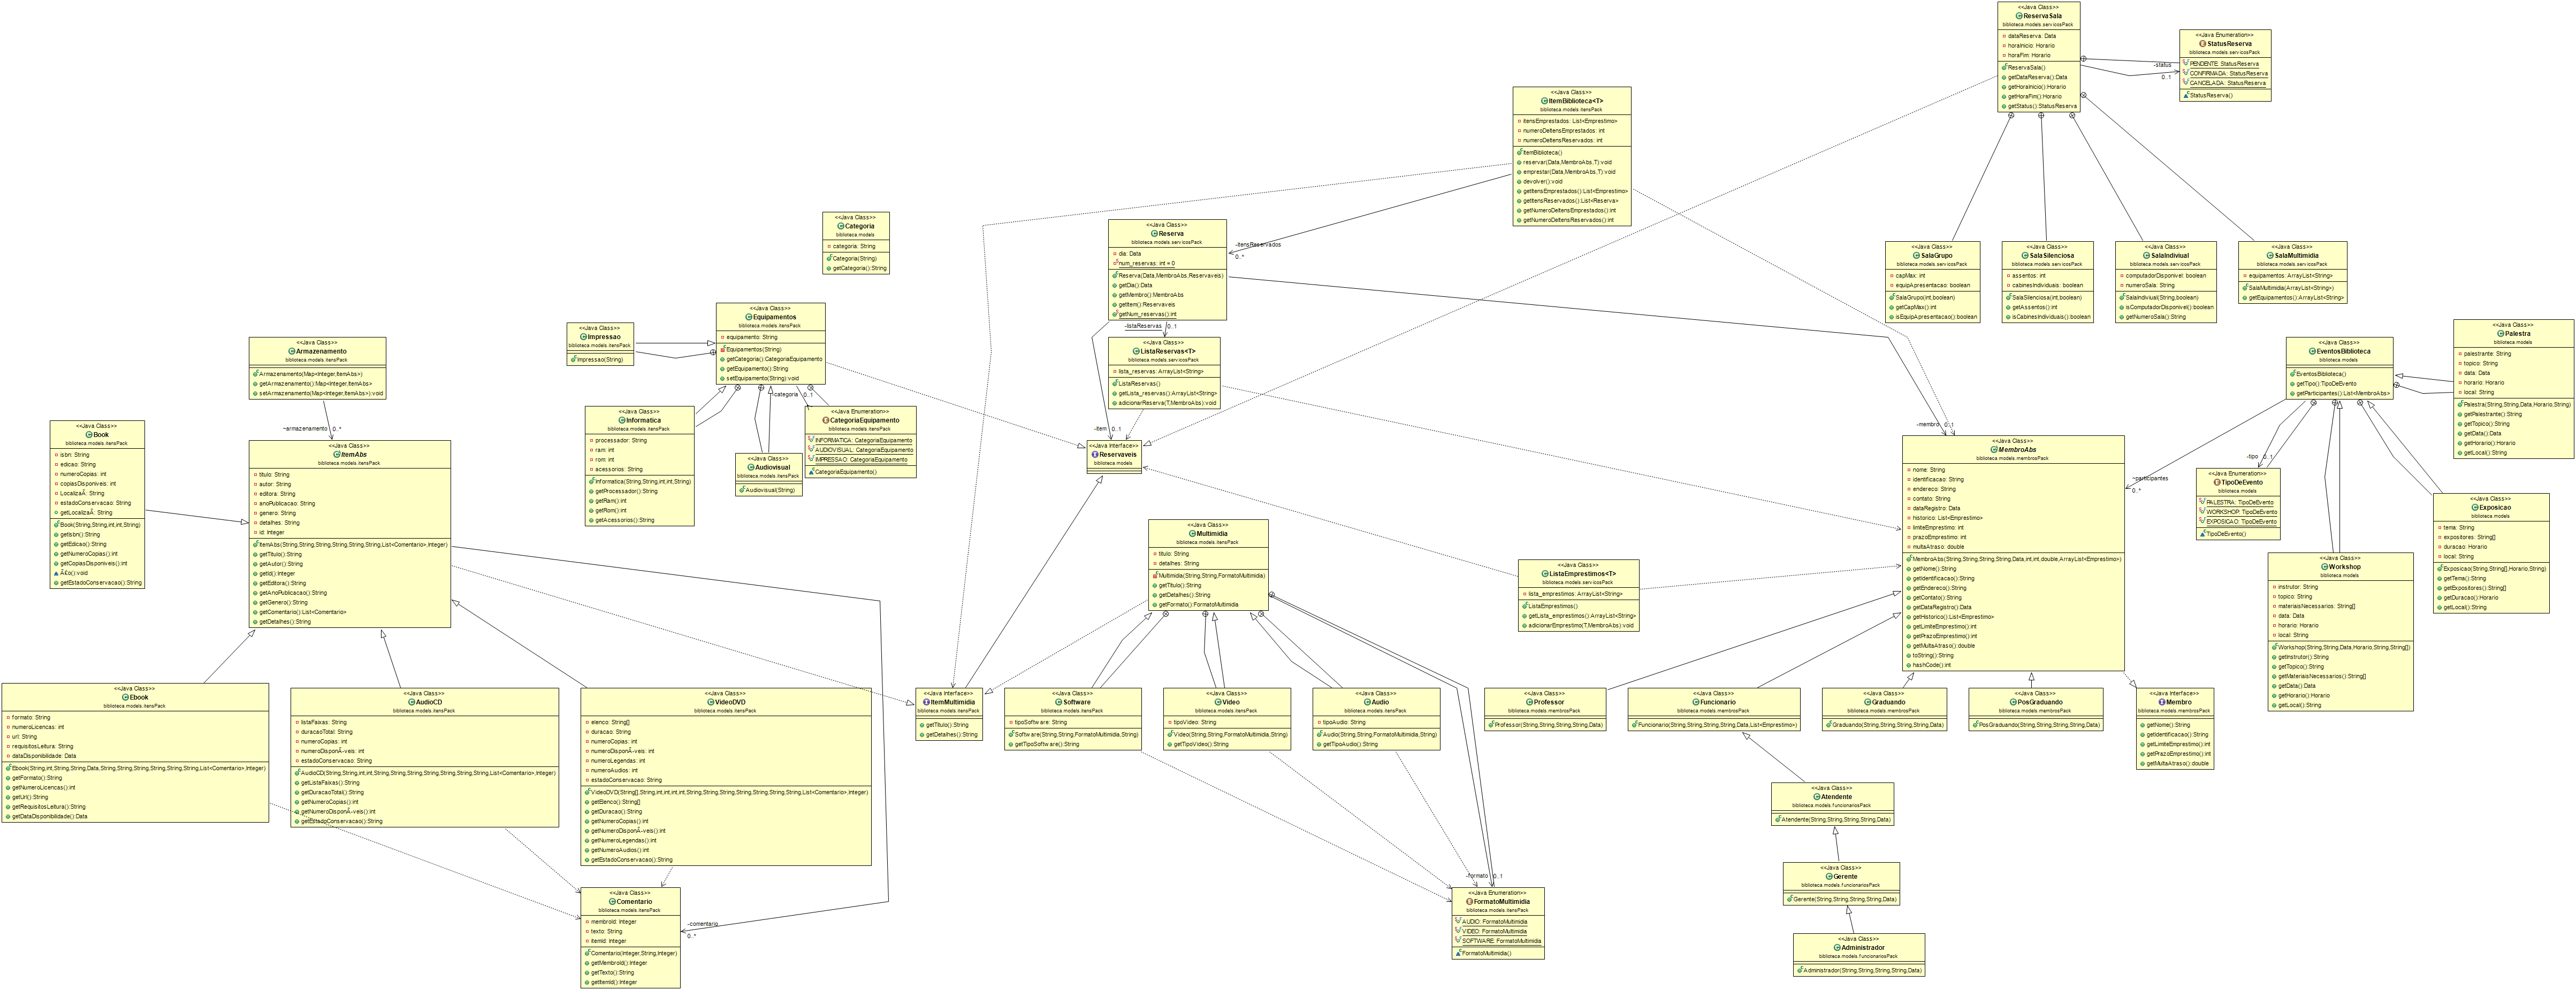 <<Java Class>>
ReservaSala
biblioteca.models.servicosPack
dataReserva: Data
horaInicio: Horario
horaFim: Horario
ReservaSala()
getDataReserva():Data
getHoraInicio():Horario
getHoraFim():Horario
getStatus():StatusReserva
<<Java Enumeration>>
StatusReserva
biblioteca.models.servicosPack
PENDENTE: StatusReserva
CONFIRMADA: StatusReserva
CANCELADA: StatusReserva
StatusReserva()
-status
0..1
<<Java Class>>
ItemBiblioteca<T>
biblioteca.models.itensPack
itensEmprestados: List<Emprestimo>
numeroDeItensEmprestados: int
numeroDeItensReservados: int
ItemBiblioteca()
reservar(Data,MembroAbs,T):void
emprestar(Data,MembroAbs,T):void
devolver():void
getItensEmprestados():List<Emprestimo>
getItensReservados():List<Reserva>
getNumeroDeItensEmprestados():int
getNumeroDeItensReservados():int
<<Java Class>>
Categoria
biblioteca.models
categoria: String
Categoria(String)
getCategoria():String
<<Java Class>>
Reserva
biblioteca.models.servicosPack
dia: Data
num_reservas: int = 0
Reserva(Data,MembroAbs,Reservaveis)
getDia():Data
getMembro():MembroAbs
getItem():Reservaveis
getNum_reservas():int
-itensReservados
0..*
<<Java Class>>
SalaGrupo
biblioteca.models.servicosPack
capMax: int
equipApresentacao: boolean
SalaGrupo(int,boolean)
getCapMax():int
isEquipApresentacao():boolean
<<Java Class>>
SalaSilenciosa
biblioteca.models.servicosPack
assentos: int
cabinesIndividuais: boolean
SalaSilenciosa(int,boolean)
getAssentos():int
isCabinesIndividuais():boolean
<<Java Class>>
SalaIndiviual
biblioteca.models.servicosPack
computadorDisponivel: boolean
numeroSala: String
SalaIndiviual(String,boolean)
isComputadorDisponivel():boolean
getNumeroSala():String
<<Java Class>>
SalaMultimidia
biblioteca.models.servicosPack
equipamentos: ArrayList<String>
SalaMultimidia(ArrayList<String>)
getEquipamentos():ArrayList<String>
<<Java Class>>
Equipamentos
biblioteca.models.itensPack
equipamento: String
Equipamentos(String)
getCategoria():CategoriaEquipamento
getEquipamento():String
setEquipamento(String):void
<<Java Class>>
Impressao
biblioteca.models.itensPack
Impressao(String)
<<Java Class>>
Armazenamento
biblioteca.models.itensPack
Armazenamento(Map<Integer,ItemAbs>)
getArmazenamento():Map<Integer,ItemAbs>
setArmazenamento(Map<Integer,ItemAbs>):void
~armazenamento
0..*
-listaReservas
0..1
<<Java Class>>
ListaReservas<T>
biblioteca.models.servicosPack
lista_reservas: ArrayList<String>
ListaReservas()
getLista_reservas():ArrayList<String>
adicionarReserva(T,MembroAbs):void
<<Java Class>>
EventosBiblioteca
biblioteca.models
EventosBiblioteca()
getTipo():TipoDeEvento
getParticipantes():List<MembroAbs>
<<Java Class>>
Palestra
biblioteca.models
palestrante: String
topico: String
data: Data
horario: Horario
local: String
Palestra(String,String,Data,Horario,String)
getPalestrante():String
getTopico():String
getData():Data
getHorario():Horario
getLocal():String
<<Java Class>>
Book
biblioteca.models.itensPack
isbn: String
edicao: String
numeroCopias: int
copiasDisponiveis: int
LocalizaÃ: String
estadoConservacao: String
getLocalizaÃ: String
Book(String,String,int,int,String)
getIsbn():String
getEdicao():String
getNumeroCopias():int
getCopiasDisponiveis():int
Ã£o():void
getEstadoConservacao():String
<<Java Class>>
Informatica
biblioteca.models.itensPack
processador: String
ram: int
rom: int
acessorios: String
Informatica(String,String,int,int,String)
getProcessador():String
getRam():int
getRom():int
getAcessorios():String
-categoria
0..1
<<Java Class>>
Audiovisual
biblioteca.models.itensPack
Audiovisual(String)
<<Java Enumeration>>
CategoriaEquipamento
biblioteca.models.itensPack
INFORMATICA: CategoriaEquipamento
AUDIOVISUAL: CategoriaEquipamento
IMPRESSAO: CategoriaEquipamento
CategoriaEquipamento()
-item
0..1
<<Java Interface>>
Reservaveis
biblioteca.models
-membro
0..1
<<Java Class>>
MembroAbs
biblioteca.models.membrosPack
nome: String
identificacao: String
endereco: String
contato: String
dataRegistro: Data
historico: List<Emprestimo>
limiteEmprestimo: int
prazoEmprestimo: int
multaAtraso: double
MembroAbs(String,String,String,String,Data,int,int,double,ArrayList<Emprestimo>)
getNome():String
getIdentificacao():String
getEndereco():String
getContato():String
getDataRegistro():Data
getHistorico():List<Emprestimo>
getLimiteEmprestimo():int
getPrazoEmprestimo():int
getMultaAtraso():double
toString():String
hashCode():int
~participantes
0..*
-tipo
0..1
<<Java Enumeration>>
TipoDeEvento
biblioteca.models
PALESTRA: TipoDeEvento
WORKSHOP: TipoDeEvento
EXPOSICAO: TipoDeEvento
TipoDeEvento()
<<Java Class>>
Exposicao
biblioteca.models
tema: String
expositores: String[]
duracao: Horario
local: String
Exposicao(String,String[],Horario,String)
getTema():String
getExpositores():String[]
getDuracao():Horario
getLocal():String
<<Java Class>>
Workshop
biblioteca.models
instrutor: String
topico: String
materiaisNecessarios: String[]
data: Data
horario: Horario
local: String
Workshop(String,String,Data,Horario,String,String[])
getInstrutor():String
getTopico():String
getMateriaisNecessarios():String[]
getData():Data
getHorario():Horario
getLocal():String
<<Java Class>>
ItemAbs
biblioteca.models.itensPack
titulo: String
autor: String
editora: String
anoPublicacao: String
genero: String
detalhes: String
id: Integer
ItemAbs(String,String,String,String,String,String,List<Comentario>,Integer)
getTitulo():String
getAutor():String
getId():Integer
getEditora():String
getAnoPublicacao():String
getGenero():String
getComentario():List<Comentario>
getDetalhes():String
<<Java Class>>
Multimidia
biblioteca.models.itensPack
titulo: String
detalhes: String
Multimidia(String,String,FormatoMultimidia)
getTitulo():String
getDetalhes():String
getFormato():FormatoMultimidia
<<Java Class>>
ListaEmprestimos<T>
biblioteca.models.servicosPack
lista_emprestimos: ArrayList<String>
ListaEmprestimos()
getLista_emprestimos():ArrayList<String>
adicionarEmprestimo(T,MembroAbs):void
<<Java Class>>
Ebook
biblioteca.models.itensPack
formato: String
numeroLicencas: int
url: String
requisitosLeitura: String
dataDisponibilidade: Data
Ebook(String,int,String,String,Data,String,String,String,String,String,String,List<Comentario>,Integer)
getFormato():String
getNumeroLicencas():int
getUrl():String
getRequisitosLeitura():String
getDataDisponibilidade():Data
<<Java Class>>
AudioCD
biblioteca.models.itensPack
listaFaixas: String
duracaoTotal: String
numeroCopias: int
numeroDisponÃ-veis: int
estadoConservacao: String
AudioCD(String,String,int,int,String,String,String,String,String,String,String,List<Comentario>,Integer)
getListaFaixas():String
getDuracaoTotal():String
getNumeroCopias():int
getNumeroDisponÃ-veis():int
getEstadoConservacao():String
<<Java Class>>
VideoDVD
biblioteca.models.itensPack
elenco: String[]
duracao: String
numeroCopias: int
numeroDisponÃ-veis: int
numeroLegendas: int
numeroAudios: int
estadoConservacao: String
VideoDVD(String[],String,int,int,int,int,String,String,String,String,String,String,String,List<Comentario>,Integer)
getElenco():String[]
getDuracao():String
getNumeroCopias():int
getNumeroDisponÃ-veis():int
getNumeroLegendas():int
getNumeroAudios():int
getEstadoConservacao():String
<<Java Interface>>
ItemMultimidia
biblioteca.models.itensPack
getTitulo():String
getDetalhes():String
<<Java Class>>
Software
biblioteca.models.itensPack
tipoSoftware: String
Software(String,String,FormatoMultimidia,String)
getTipoSoftware():String
<<Java Class>>
Video
biblioteca.models.itensPack
tipoVideo: String
Video(String,String,FormatoMultimidia,String)
getTipoVideo():String
<<Java Class>>
Audio
biblioteca.models.itensPack
tipoAudio: String
Audio(String,String,FormatoMultimidia,String)
getTipoAudio():String
<<Java Class>>
Professor
biblioteca.models.membrosPack
Professor(String,String,String,String,Data)
<<Java Class>>
Funcionario
biblioteca.models.membrosPack
Funcionario(String,String,String,String,Data,List<Emprestimo>)
<<Java Class>>
Graduando
biblioteca.models.membrosPack
Graduando(String,String,String,String,Data)
<<Java Class>>
PosGraduando
biblioteca.models.membrosPack
PosGraduando(String,String,String,String,Data)
<<Java Interface>>
Membro
biblioteca.models.membrosPack
getNome():String
getIdentificacao():String
getLimiteEmprestimo():int
getPrazoEmprestimo():int
getMultaAtraso():double
<<Java Class>>
Atendente
biblioteca.models.funcionariosPack
Atendente(String,String,String,String,Data)
<<Java Class>>
Gerente
biblioteca.models.funcionariosPack
Gerente(String,String,String,String,Data)
<<Java Class>>
Administrador
biblioteca.models.funcionariosPack
Administrador(String,String,String,String,Data)
<<Java Class>>
Comentario
biblioteca.models.itensPack
membroId: Integer
texto: String
itemId: Integer
Comentario(Integer,String,Integer)
getMembroId():Integer
getTexto():String
getItemId():Integer
-comentario
0..*
-formato
0..1
<<Java Enumeration>>
FormatoMultimidia
biblioteca.models.itensPack
AUDIO: FormatoMultimidia
VIDEO: FormatoMultimidia
SOFTWARE: FormatoMultimidia
FormatoMultimidia()